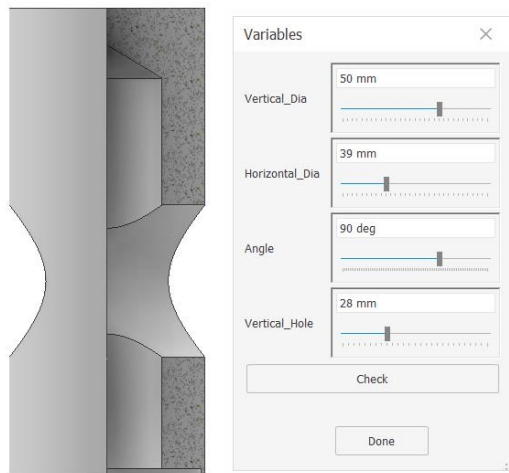 Variables
Vertical_Dia
50 mm
Horizontal_Dia
39 mm
Angle
90 deg
Vertical_Hole
28 mm
Check
Done